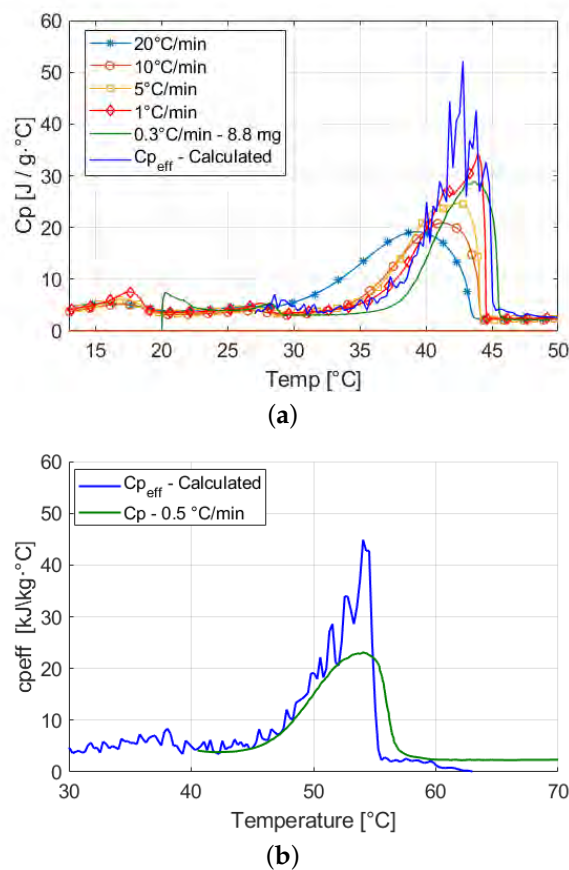 60
50
40
30
20
10
0
Cp [J / g·°C]
20°C/min
10°C/min
5°C/min
1°C/min
0.3°C/min - 8.8 mg
Cpeff - Calculated
15 20 25 30 35 40 45 50
Temp [°C]
(a)
60
50
40
30
20
10
0
cpeff [kJ\kg·°C]
Cpeff - Calculated
Cp - 0.5 °C/min
30 40 50 60 70
Temperature [°C]
(b)